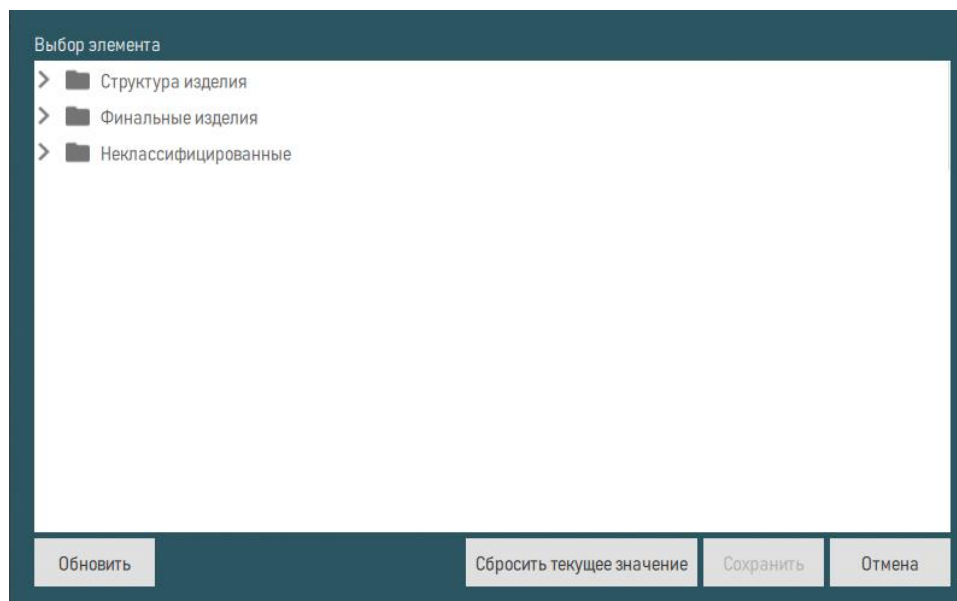 Выбор элемента
Структура изделия
Финальные изделия
Неклассифицированные
Обновить
Сбросить текущее значение
Сохранить
Отмена